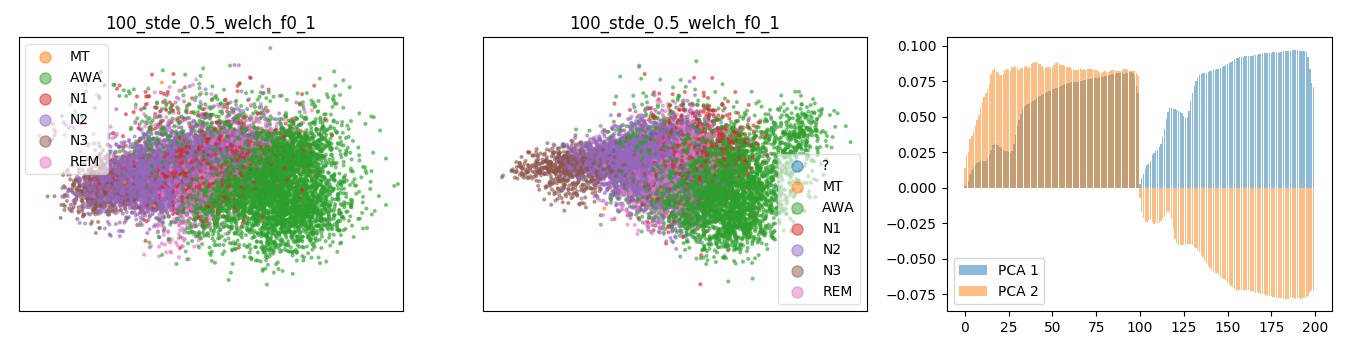 100_stde_0.5_welch_f0_1
MT
AWA
N1
N2
N3
REM
100_stde_0.5_welch_f0_1
?
MT
AWA
N1
N2
N3
REM
0.100
0.075
0.050
0.025
0.000
−0.025
−0.050
−0.075
PCA 1
PCA 2
0 25 50 75 100 125 150 175 200